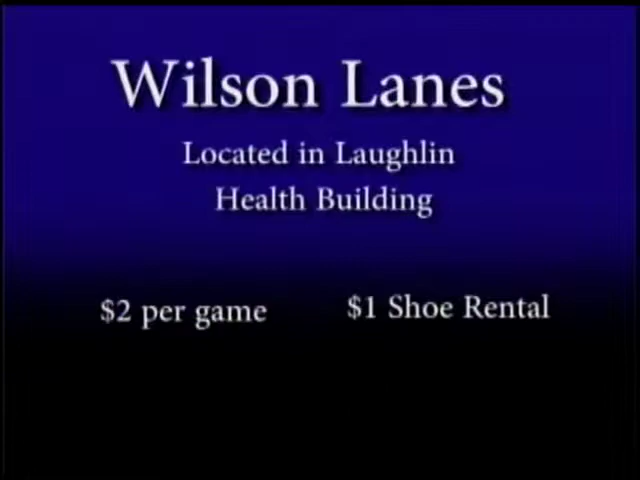 Wilson Lanes
Located in Laughlin
Health Building
$2 per game
$1 Shoe Rental